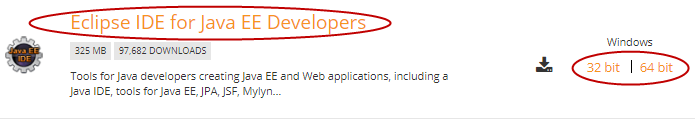 Eclipse IDE for Java EE Developers
325 MB 97,682 DOWNLOADS
Java EE
IDE
Tools for Java developers creating Java EE and Web applications, including a
Java IDE, tools for Java EE, JPA, JSF, Mylyn...
Windows
32 bit | 64 bit